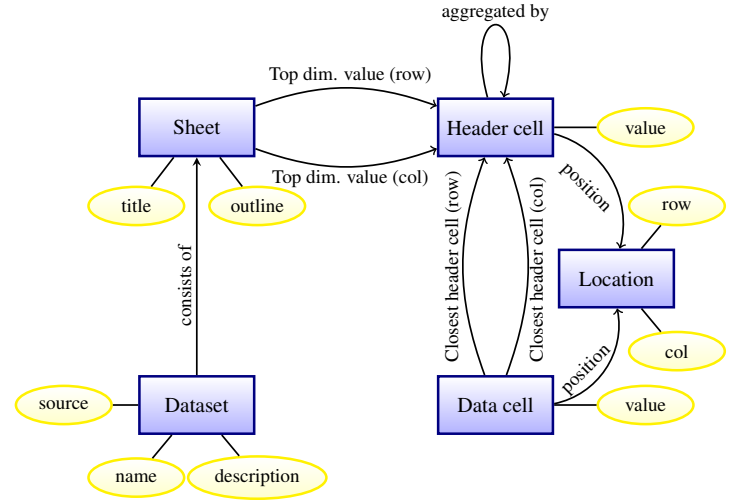 aggregated by
Top dim. value (row)
Sheet
Header cell
value
Top dim. value (col)
position
title
outline
row
Closest header cell (row)
Closest header cell (col)
consists of
Location
position
col
source
Dataset
Data cell
value
name
description